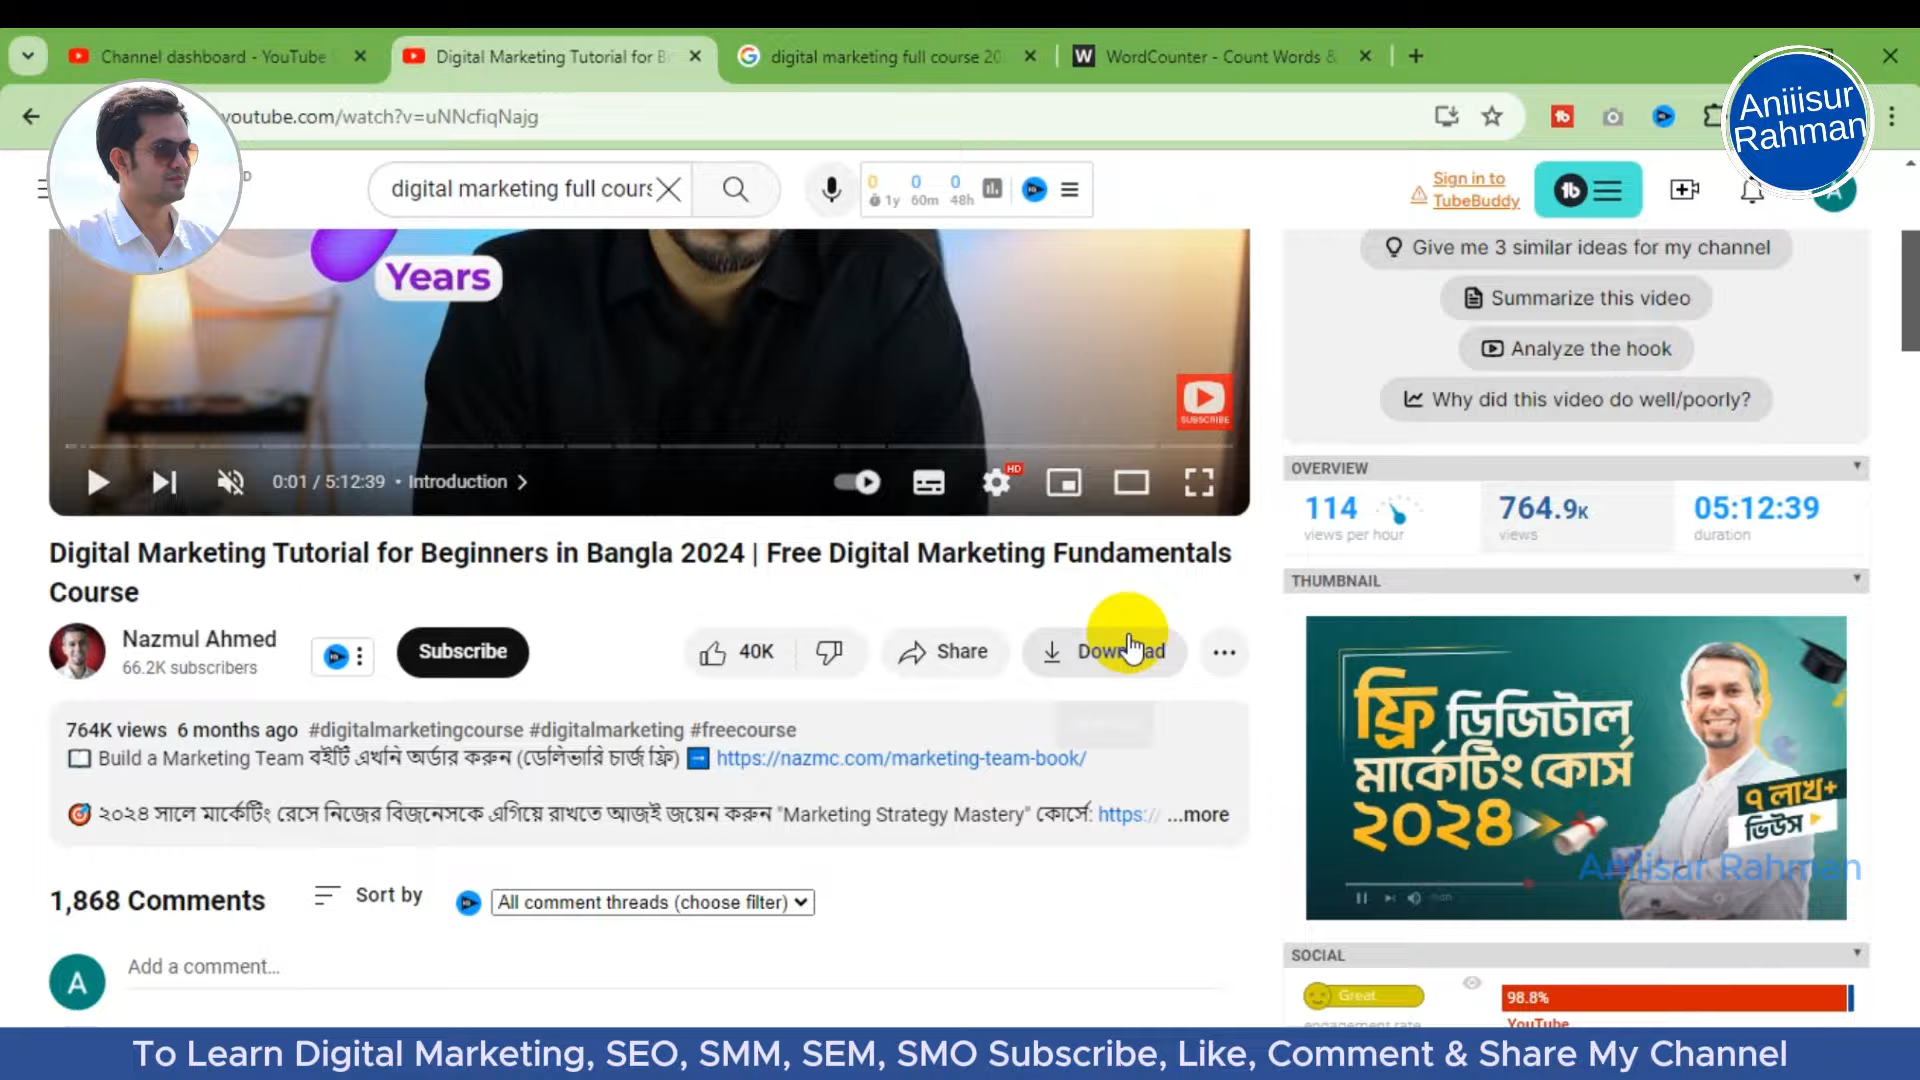 Channel dashboard - YouTube
Digital Marketing Tutorial for B
digital marketing full course 20
WordCounter - Count Words &
Aniiisur
Rahman
youtube.com/watch?v=uNNcfiqNajg
digital marketing full cours
0 0 0
1y 60m 48h
Sign in to
TubeBuddy
Give me 3 similar ideas for my channel
Summarize this video
Analyze the hook
Why did this video do well/poorly?
Years
SUBSCRIBE
0:01 / 5:12:39 • Introduction
HD
OVERVIEW
114 764.9K 05:12:39
views per hour views duration
THUMBNAIL
Digital Marketing Tutorial for Beginners in Bangla 2024 | Free Digital Marketing Fundamentals
Course
Nazmul Ahmed
66.2K subscribers
Subscribe
40K
Share
Download
764K views 6 months ago #digitalmarketingcourse #digitalmarketing #freecourse
Build a Marketing Team বইটি এখনি অর্ডার করুন (ডেলিভারি চার্জ ফ্রি) https://nazmc.com/marketing-team-book/
২০২৪ সালে মার্কেটিং রেসে নিজের বিজনেসকে এগিয়ে রাখতে আজই জয়েন করুন "Marketing Strategy Mastery" কোর্সে: https:// ...more
ফ্রি ডিজিটাল
মার্কেটিং কোর্স
২০২৪
৭ লাখ+
ভিউস
Aniiisur Rahman
1,868 Comments
Sort by
All comment threads (choose filter)
A
Add a comment...
SOCIAL
Great
engagement rate
98.8%
YouTube
To Learn Digital Marketing, SEO, SMM, SEM, SMO Subscribe, Like, Comment & Share My Channel